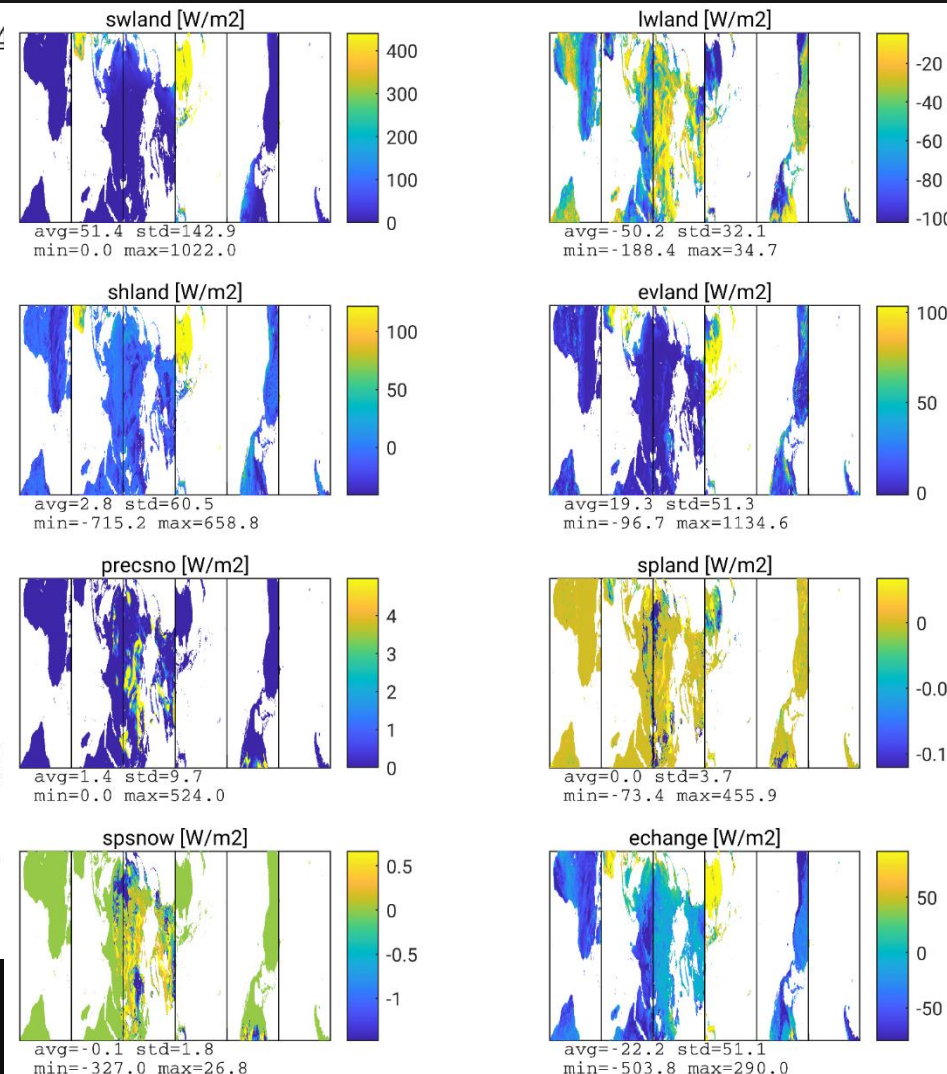 swland [W/m2]
400
300
200
100
0
avg=51.4 std=142.9
min=0.0 max=1022.0
lwland [W/m2]
-20
-40
-60
-80
-100
avg=-50.2 std=32.1
min=-188.4 max=34.7
shland [W/m2]
100
50
0
avg=2.8 std=60.5
min=-715.2 max=658.8
evland [W/m2]
100
50
0
avg=19.3 std=51.3
min=-96.7 max=1134.6
precsno [W/m2]
4
3
2
1
0
avg=1.4 std=9.7
min=0.0 max=524.0
spland [W/m2]
0
-0.0
-0.1
avg=0.0 std=3.7
min=-73.4 max=455.9
spsnow [W/m2]
0.5
0
-0.5
-1
avg=-0.1 std=1.8
min=-327.0 max=26.8
echange [W/m2]
50
0
-50
avg=-22.2 std=51.1
min=-503.8 max=290.0